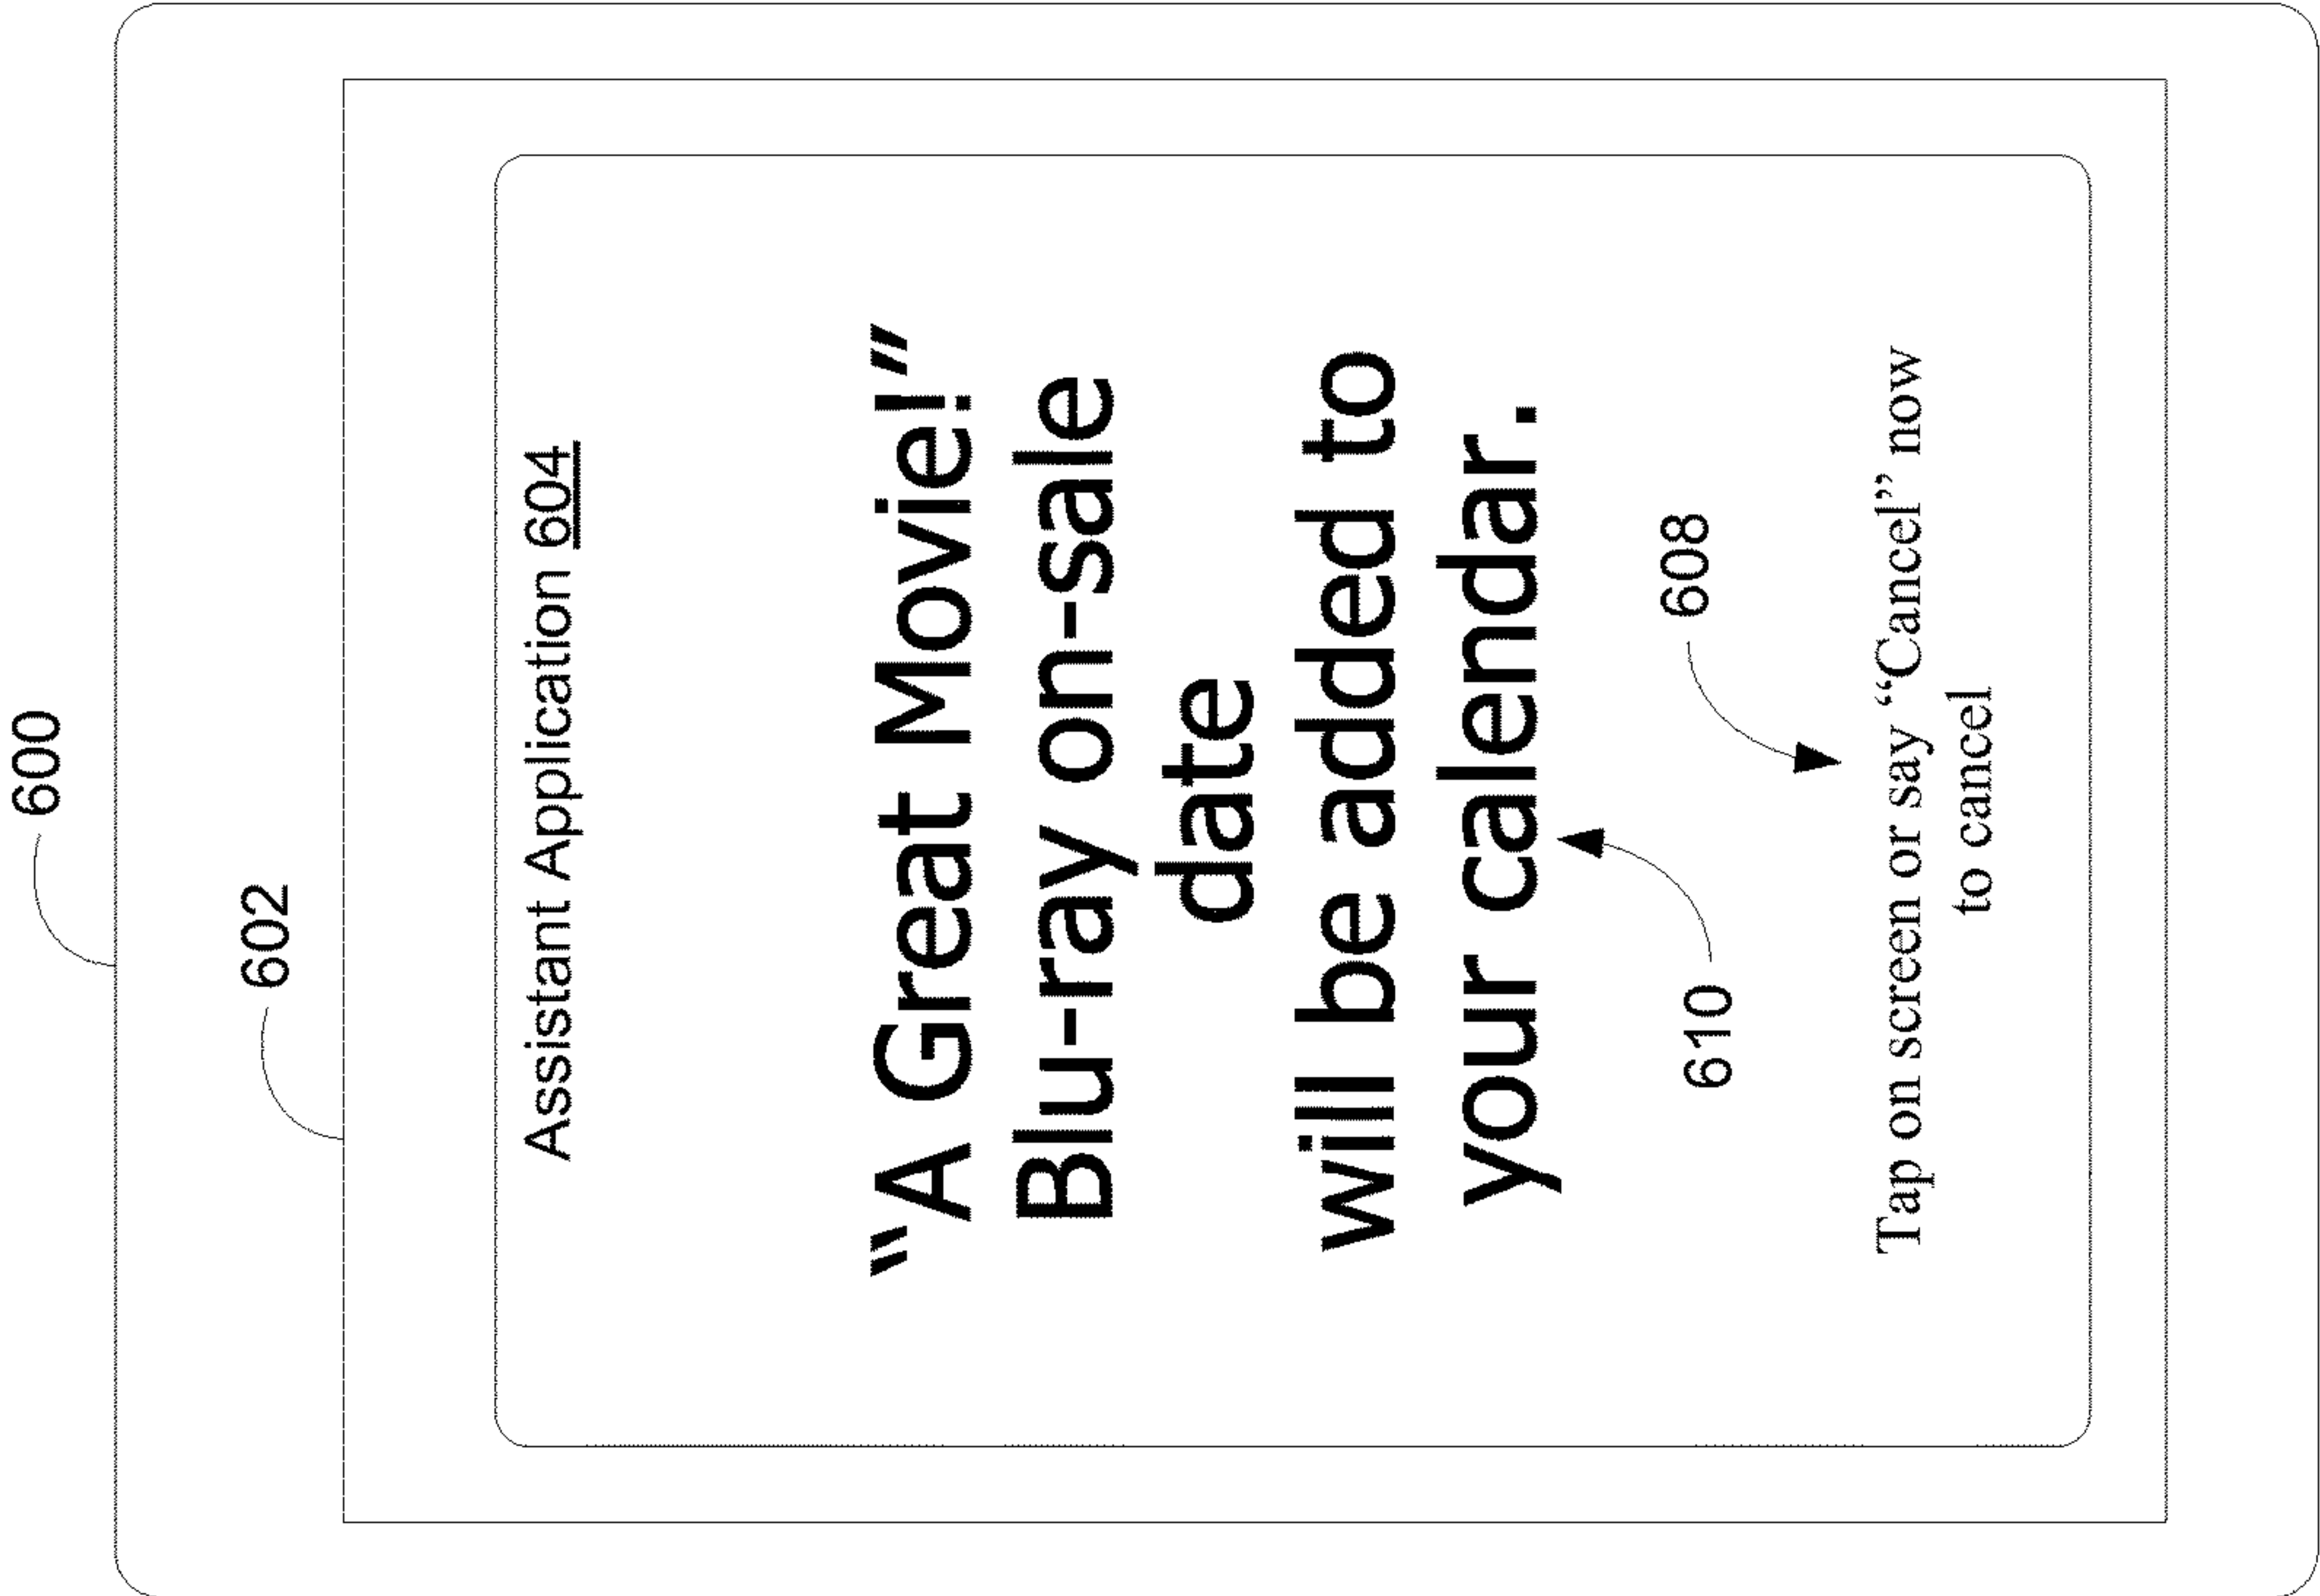 600
602
Assistant Application 604
"A Great Movie!"
Blu-ray on-sale
date
will be added to
your calendar.
610
608
Tap on screen or say “Cancel” now
to cancel